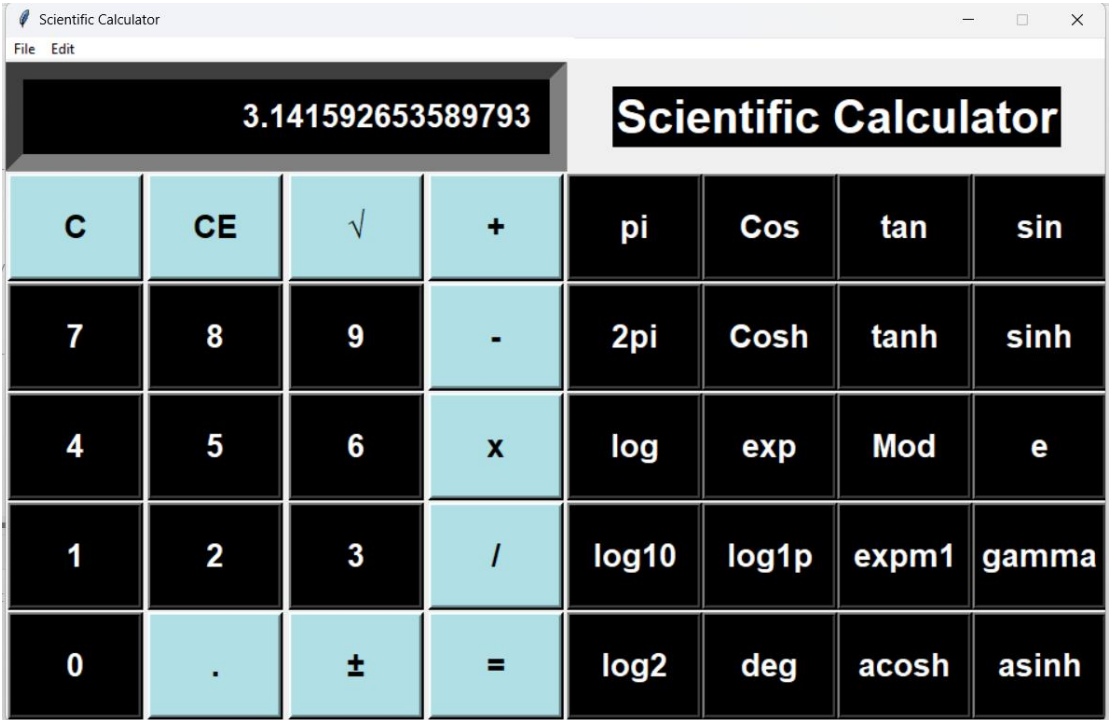 Scientific Calculator
File Edit
3.141592653589793
Scientific Calculator
C CE √ + pi Cos tan sin
7 8 9 - 2pi Cosh tanh sinh
4 5 6 x log exp Mod e
1 2 3 / log10 log1p expm1 gamma
0 . ± = log2 deg acosh asinh